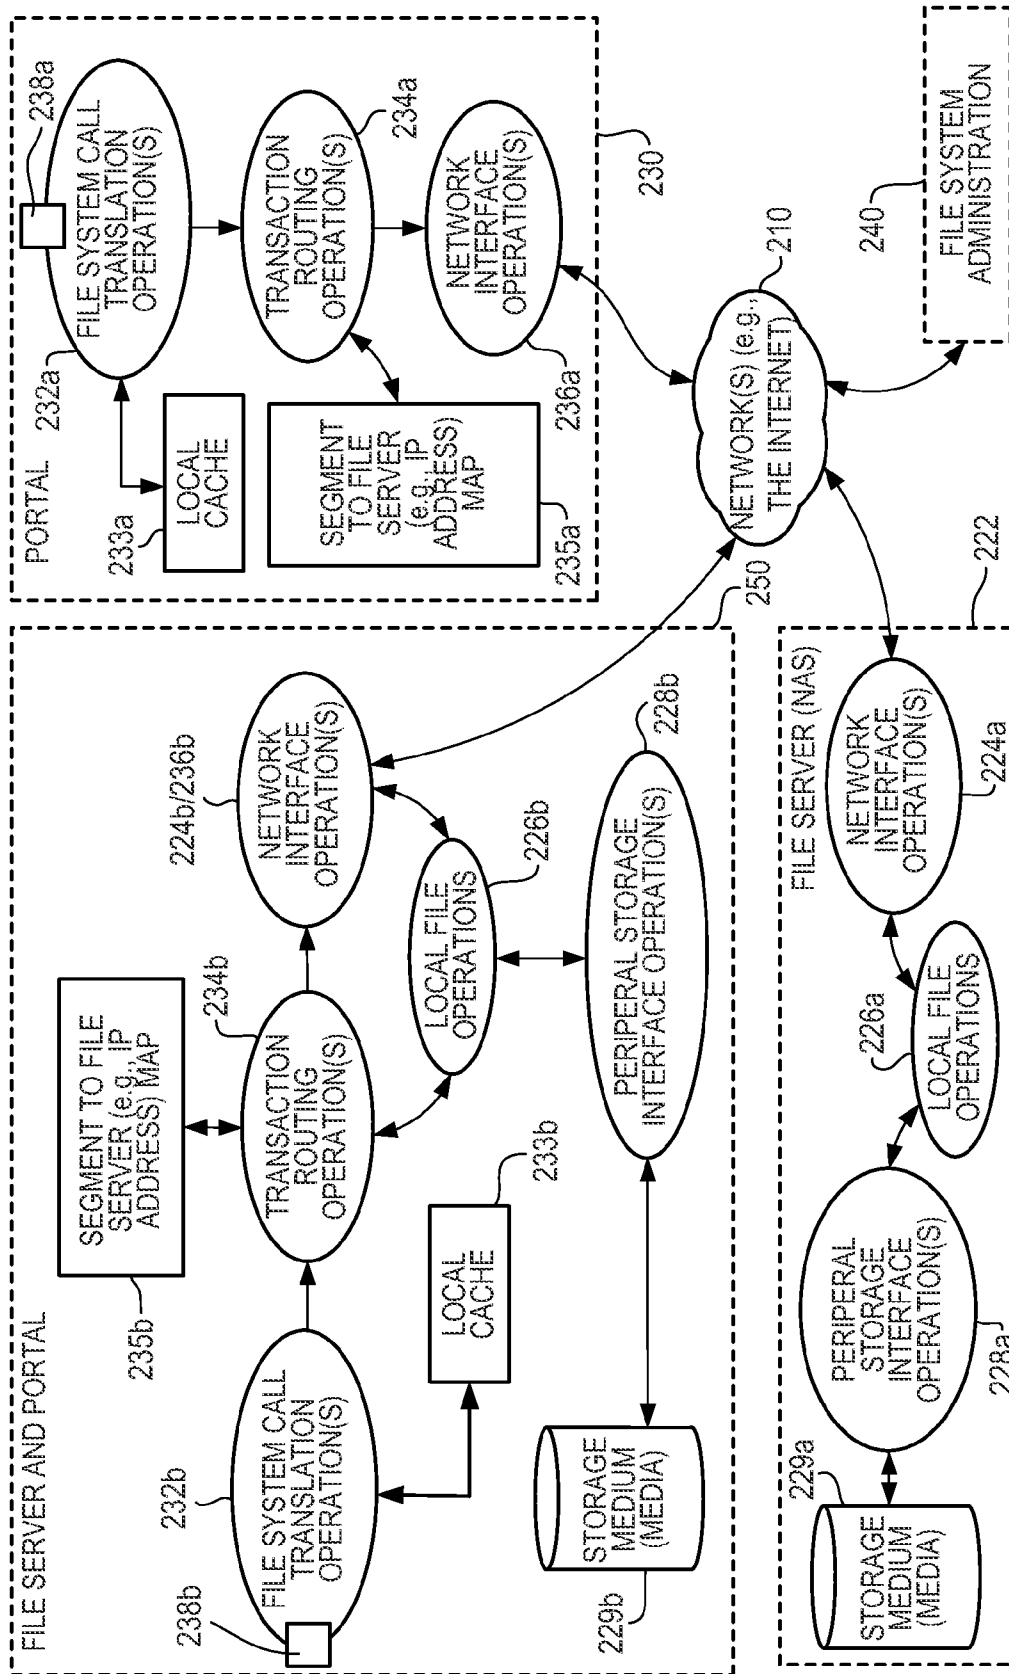 FILE SERVER AND PORTAL
235b
SEGMENT TO FILE
SERVER (e.g., IP
ADDRESS) MAP
232b
238b
FILE SYSTEM CALL
TRANSLATION
OPERATION(S)
234b
TRANSACTION
ROUTING
OPERATION(S)
224b/236b
NETWORK
INTERFACE
OPERATION(S)
LOCAL
CACHE
233b
LOCAL FILE
OPERATIONS
226b
STORAGE
MEDIUM
(MEDIA)
229b
PERIPERAL STORAGE
INTERFACE OPERATION(S)
228b
250
PORTAL
233a
LOCAL
CACHE
232a
FILE SYSTEM CALL
TRANSLATION
OPERATION(S)
238a
SEGMENT
TO FILE
SERVER
(e.g., IP
ADDRESS)
MAP
235a
TRANSACTION
ROUTING
OPERATION(S)
234a
NETWORK
INTERFACE
OPERATION(S)
236a
230
NETWORK(S) (e.g.,
THE INTERNET)
210
FILE SERVER (NAS)
222
229a
STORAGE
MEDIUM
(MEDIA)
PERIPERAL
STORAGE
INTERFACE
OPERATION(S)
228a
226a
LOCAL FILE
OPERATIONS
NETWORK
INTERFACE
OPERATION(S)
224a
240
FILE SYSTEM
ADMINISTRATION